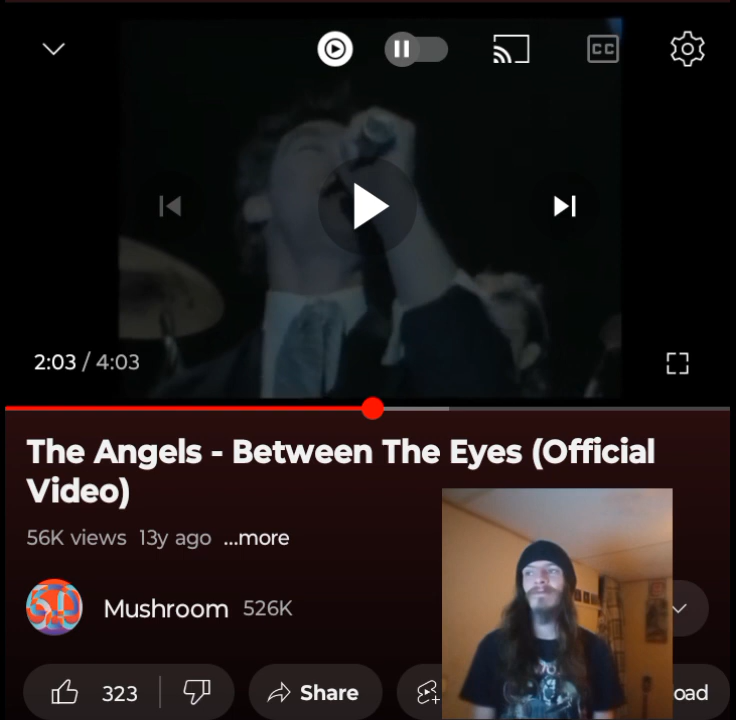 CC
2:03 / 4:03
The Angels - Between The Eyes (Official
Video)
56K views 13y ago ...more
Mushroom 526K
323 Share oad